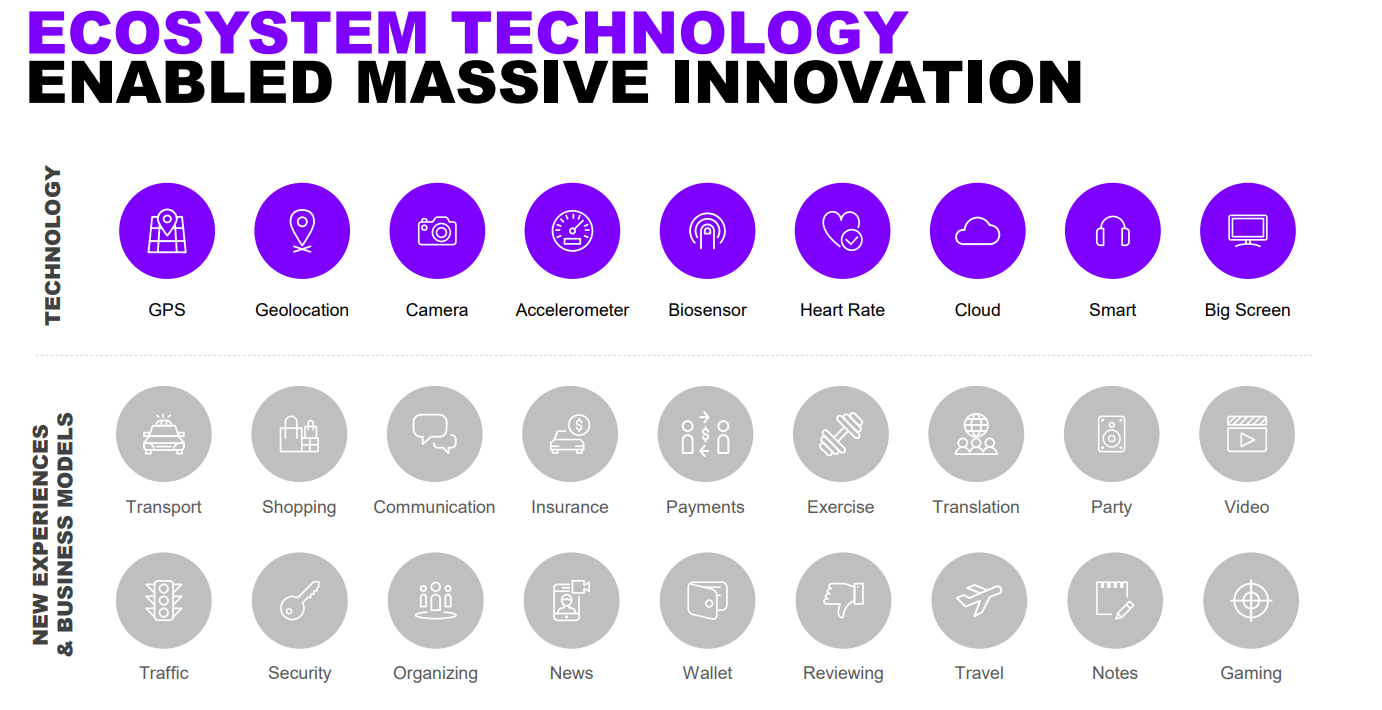 ECOSYSTEM TECHNOLOGY
ENABLED MASSIVE INNOVATION
TECHNOLOGY
GPS
Geolocation
Camera
Accelerometer
Biosensor
Heart Rate
Cloud
Smart
Big Screen
NEW EXPERIENCES
& BUSINESS MODELS
Transport
Shopping
Communication
Insurance
Payments
Exercise
Translation
Party
Video
Traffic
Security
Organizing
News
Wallet
Reviewing
Travel
Notes
Gaming